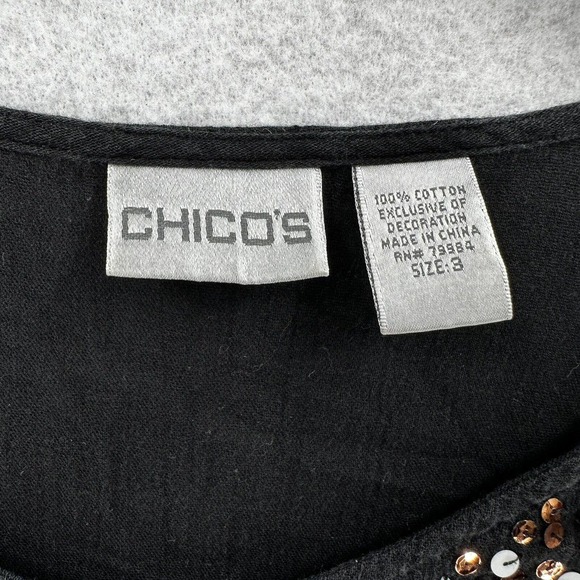 CHICO'S
100% COTTON
EXCLUSIVE OF
DECORATION
MADE IN CHINA
RN# 79984
SIZE: 3